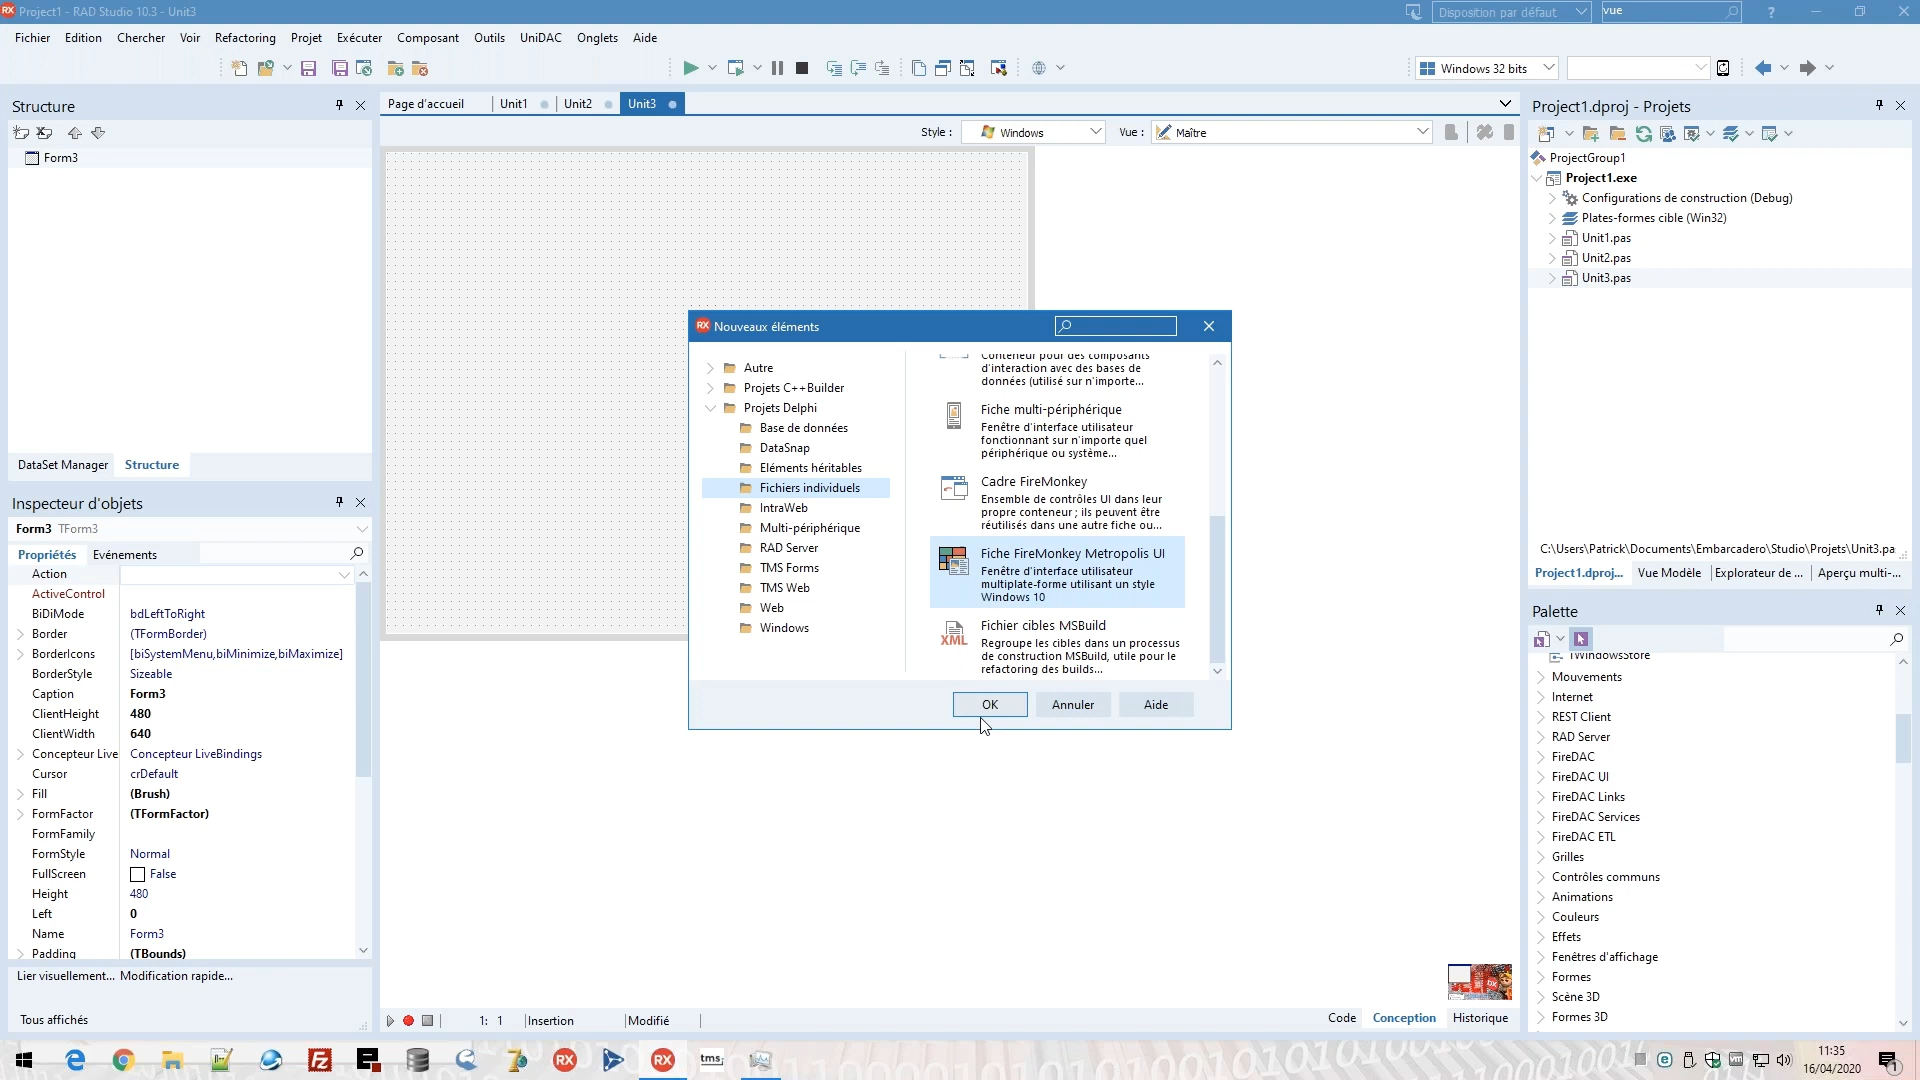 Project1 - RAD Studio 10.3 - Unit3
Disposition par défaut
vue
?
Fichier Edition Chercher Voir Refactoring Projet Exécuter Composant Outils UniDAC Onglets Aide
Windows 32 bits
Structure
Form3
DataSet Manager
Structure
Inspecteur d'objets
Form3 TForm3
Propriétés Evénements
Action
ActiveControl
BiDiMode bdLeftToRight
Border (TFormBorder)
BorderIcons [biSystemMenu,biMinimize,biMaximize]
BorderStyle Sizeable
Caption Form3
ClientHeight 480
ClientWidth 640
Concepteur Live Concepteur LiveBindings
Cursor crDefault
Fill (Brush)
FormFactor (TFormFactor)
FormFamily
FormStyle Normal
FullScreen False
Height 480
Left 0
Name Form3
Padding (TBounds)
Lier visuellement... Modification rapide...
Tous affichés
Page d'accueil Unit1 Unit2 Unit3
Style : Windows Vue : Maître
Nouveaux éléments
Autre
Projets C++Builder
Projets Delphi
Base de données
DataSnap
Eléments héritables
Fichiers individuels
IntraWeb
Multi-périphérique
RAD Server
TMS Forms
TMS Web
Web
Windows
Conteneur pour des composants
d'interaction avec des bases de
données (utilisé sur n'importe...
Fiche multi-périphérique
Fenêtre d'interface utilisateur
fonctionnant sur n'importe quel
périphérique ou système...
Cadre FireMonkey
Ensemble de contrôles UI dans leur
propre conteneur ; ils peuvent être
réutilisés dans une autre fiche ou...
Fiche FireMonkey Metropolis UI
Fenêtre d'interface utilisateur
multiplate-forme utilisant un style
Windows 10
XML
Fichier cibles MSBuild
Regroupe les cibles dans un processus
de construction MSBuild, utile pour le
refactoring des builds...
OK Annuler Aide
1: 1 Insertion Modifié
Code Conception Historique
Project1.dproj - Projets
ProjectGroup1
Project1.exe
Configurations de construction (Debug)
Plates-formes cible (Win32)
Unit1.pas
Unit2.pas
Unit3.pas
C:\Users\Patrick\Documents\Embarcadero\Studio\Projets\Unit3.pa
Project1.dproj... Vue Modèle Explorateur de ... Aperçu multi-...
Palette
TWindowsStore
Mouvements
Internet
REST Client
RAD Server
FireDAC
FireDAC UI
FireDAC Links
FireDAC Services
FireDAC ETL
Grilles
Contrôles communs
Animations
Couleurs
Effets
Fenêtres d'affichage
Formes
Scène 3D
Formes 3D
RX
RX
tms
11:35
16/04/2020